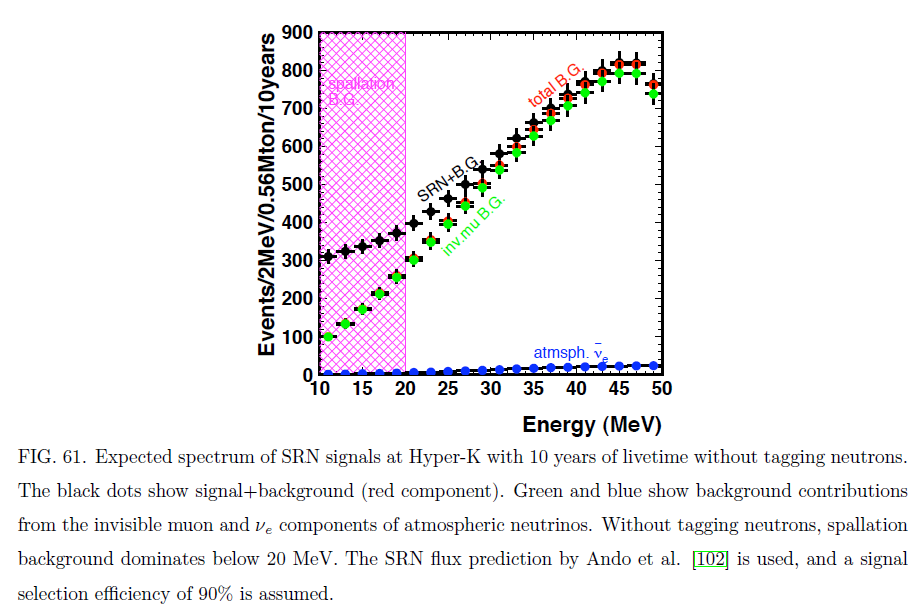 900
800
700
600
500
400
300
200
100
0
Events/2MeV/0.56Mton/10years
spallation
B.G.
total B.G.
SRN+B.G.
inv.mu B.G.
atmsph. ν̄e
10 15 20 25 30 35 40 45 50
Energy (MeV)
FIG. 61. Expected spectrum of SRN signals at Hyper-K with 10 years of livetime without tagging neutrons.
The black dots show signal+background (red component). Green and blue show background contributions
from the invisible muon and νe components of atmospheric neutrinos. Without tagging neutrons, spallation
background dominates below 20 MeV. The SRN flux prediction by Ando et al. [102] is used, and a signal
selection efficiency of 90% is assumed.